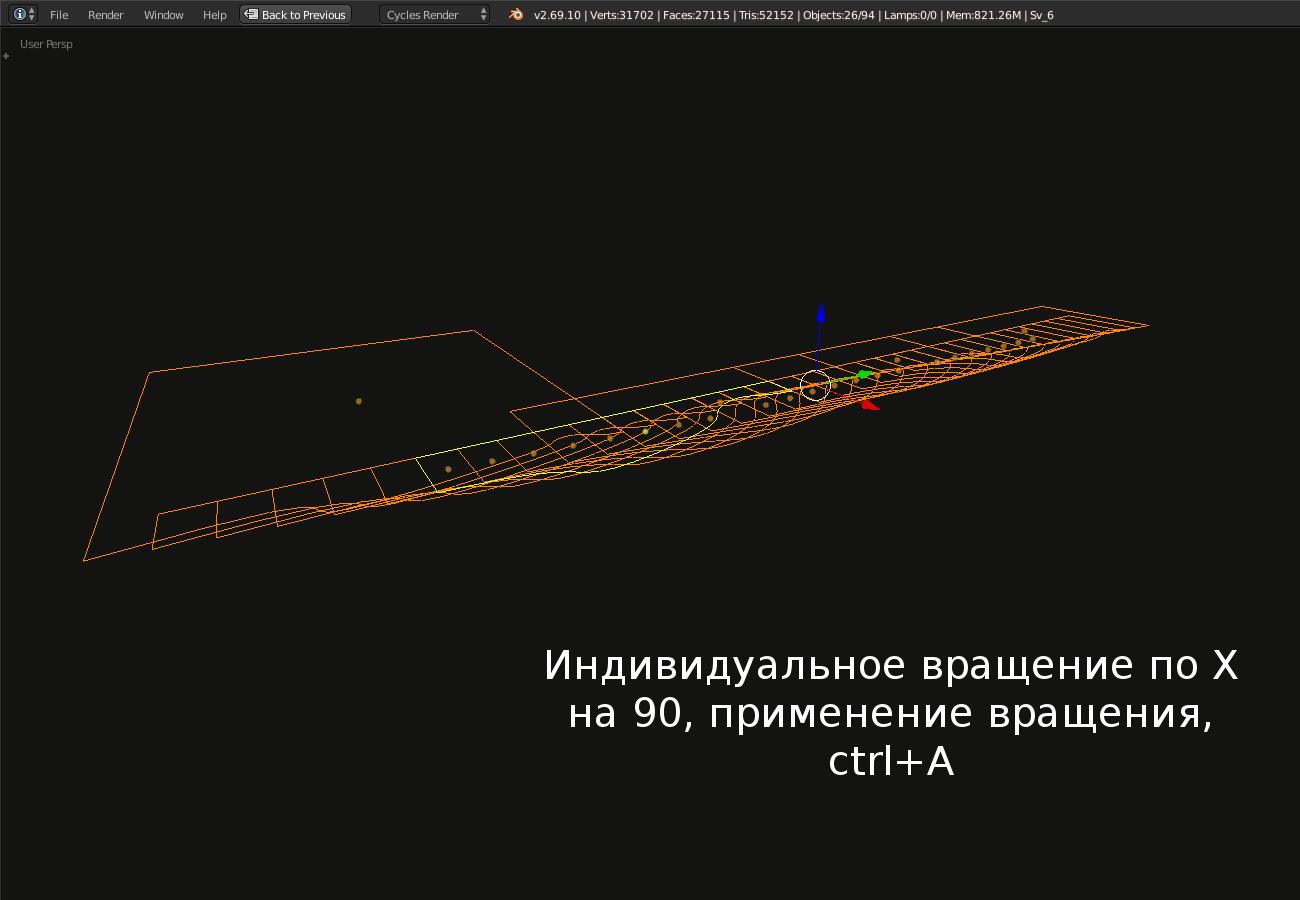 File Render Window Help Back to Previous Cycles Render v2.69.10 | Verts:31702 | Faces:27115 | Tris:52152 | Objects:26/94 | Lamps:0/0 | Mem:821.26M | Sv_6
User Persp
Индивидуальное вращение по X
на 90, применение вращения,
ctrl+A